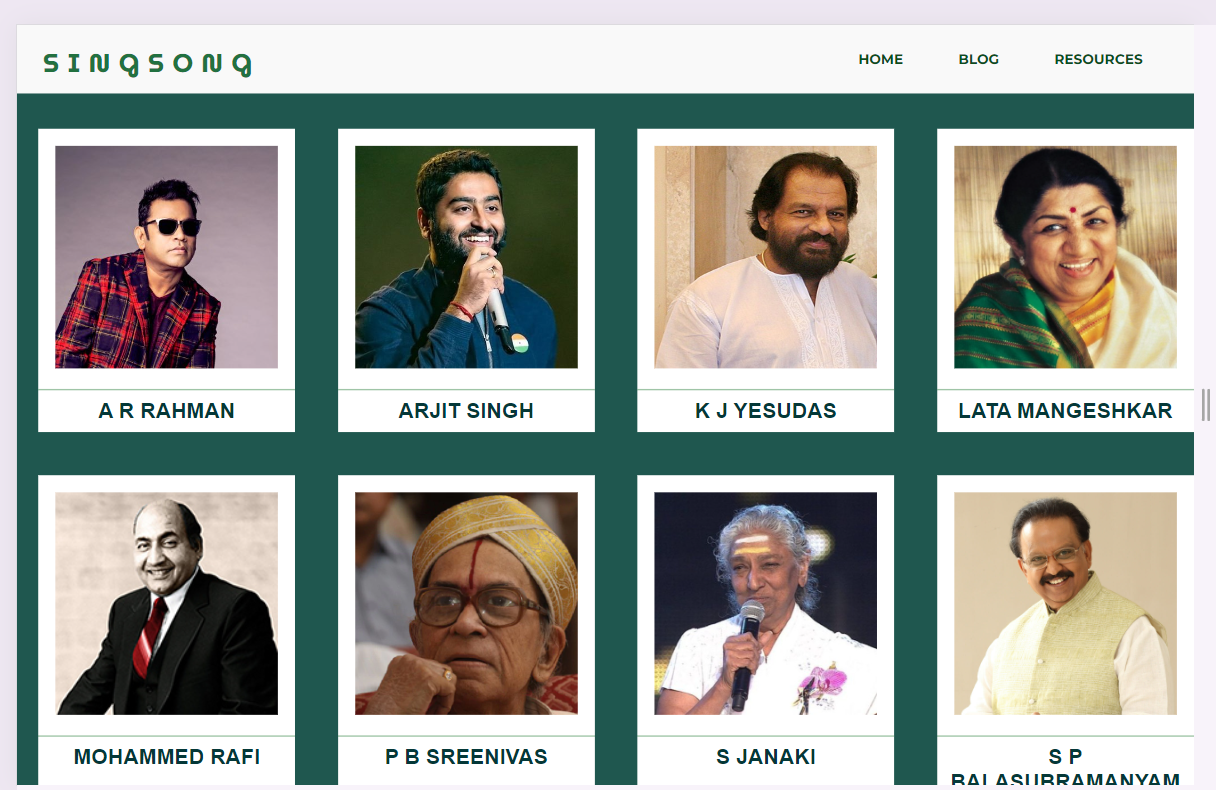 SINGSONG
HOME BLOG RESOURCES
A R RAHMAN
ARJIT SINGH
K J YESUDAS
LATA MANGESHKAR
MOHAMMED RAFI
P B SREENIVAS
S JANAKI
S P
BALASUBRAMANYAM